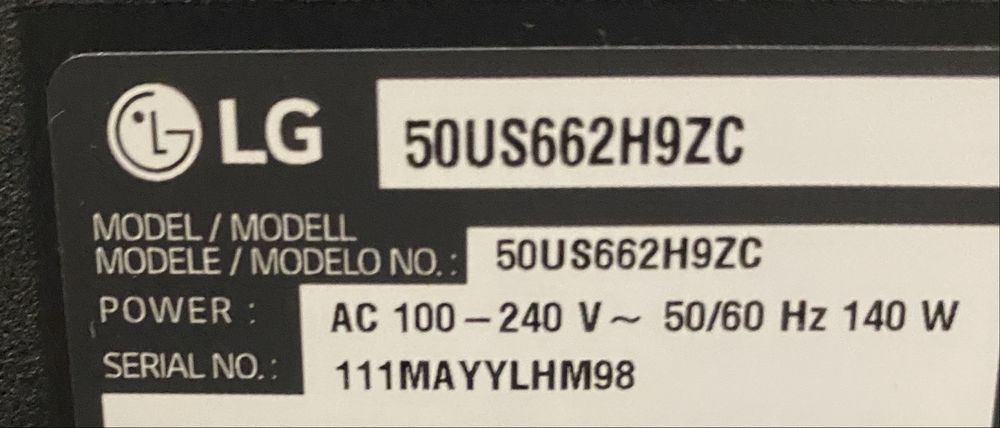 LG 50US662H9ZC
MODEL / MODELL
MODELE / MODELO NO. : 50US662H9ZC
POWER : AC 100 – 240 V ~ 50/60 Hz 140 W
SERIAL NO. : 111MAYYLHM98